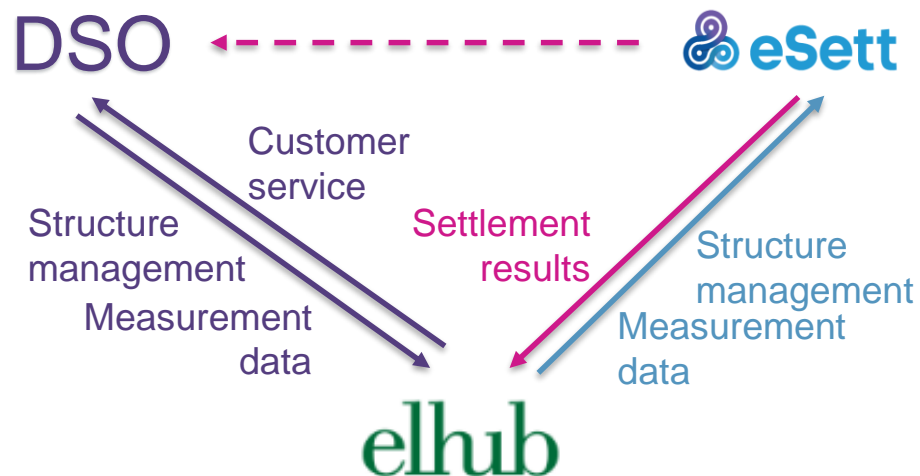 DSO
eSett
Customer
service
Structure
management
Measurement
data
Settlement
results
Structure
management
Measurement
data
elhub